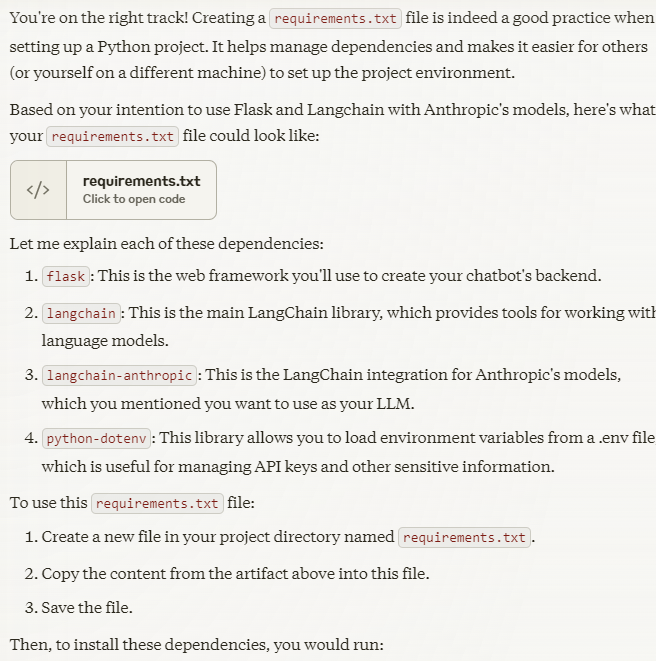 You're on the right track! Creating a requirements.txt file is indeed a good practice when
setting up a Python project. It helps manage dependencies and makes it easier for others
(or yourself on a different machine) to set up the project environment.
Based on your intention to use Flask and Langchain with Anthropic's models, here's what
your requirements.txt file could look like:
</> requirements.txt
Click to open code
Let me explain each of these dependencies:
1. flask: This is the web framework you'll use to create your chatbot's backend.
2. langchain: This is the main LangChain library, which provides tools for working with
language models.
3. langchain-anthropic: This is the LangChain integration for Anthropic's models,
which you mentioned you want to use as your LLM.
4. python-dotenv: This library allows you to load environment variables from a .env file
which is useful for managing API keys and other sensitive information.
To use this requirements.txt file:
1. Create a new file in your project directory named requirements.txt.
2. Copy the content from the artifact above into this file.
3. Save the file.
Then, to install these dependencies, you would run: